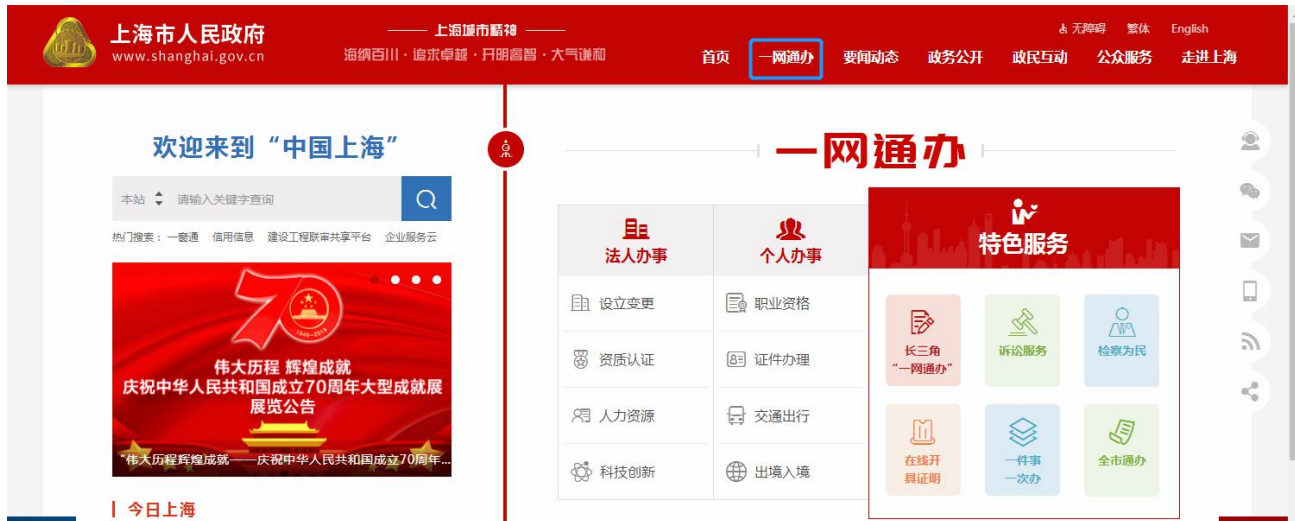 上海市人民政府
www.shanghai.gov.cn
上海城市精神
海纳百川·追求卓越·开明睿智·大气谦和
无障碍 繁体 English
首页 一网通办 要闻动态 政务公开 政民互动 公众服务 走进上海
欢迎来到“中国上海”
本站 请输入关键字查询
热门搜索：一窗通 信用信息 建设工程联审共享平台 企业服务云
70
1949-2019
伟大历程 辉煌成就
庆祝中华人民共和国成立70周年大型成就展
展览公告
“伟大历程辉煌成就——庆祝中华人民共和国成立70周年...
今日上海
一网通办
法人办事
设立变更
资质认证
人力资源
科技创新
个人办事
职业资格
证件办理
交通出行
出境入境
特色服务
长三角
“一网通办”
诉讼服务
检察为民
在线开
具证明
一件事
一次办
全市通办